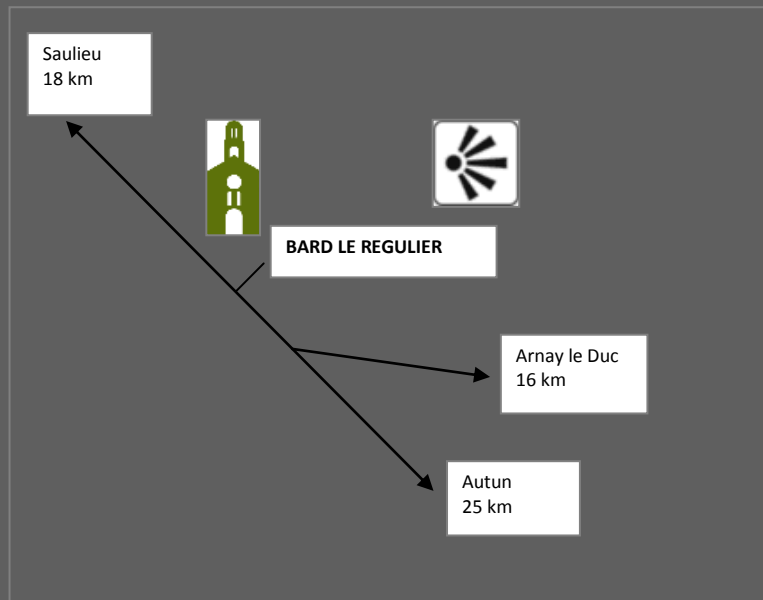 Saulieu
18 km
BARD LE REGULIER
Arnay le Duc
16 km
Autun
25 km